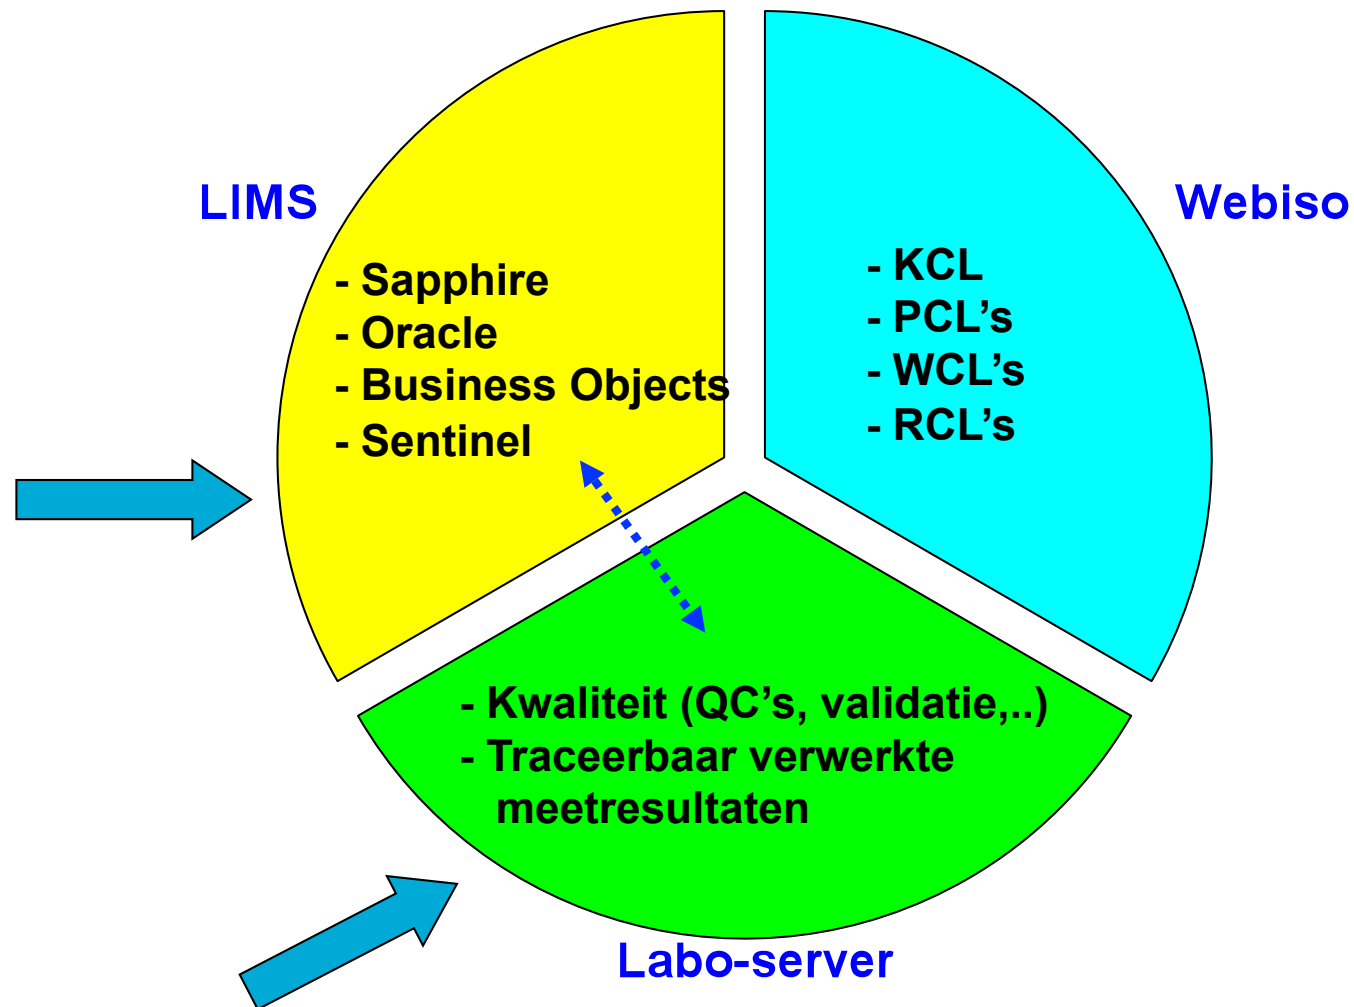 LIMS
- Sapphire
- Oracle
- Business Objects
- Sentinel
Webiso
- KCL
- PCL’s
- WCL’s
- RCL’s
- Kwaliteit (QC’s, validatie,..)
- Traceerbaar verwerkte
meetresultaten
Labo-server